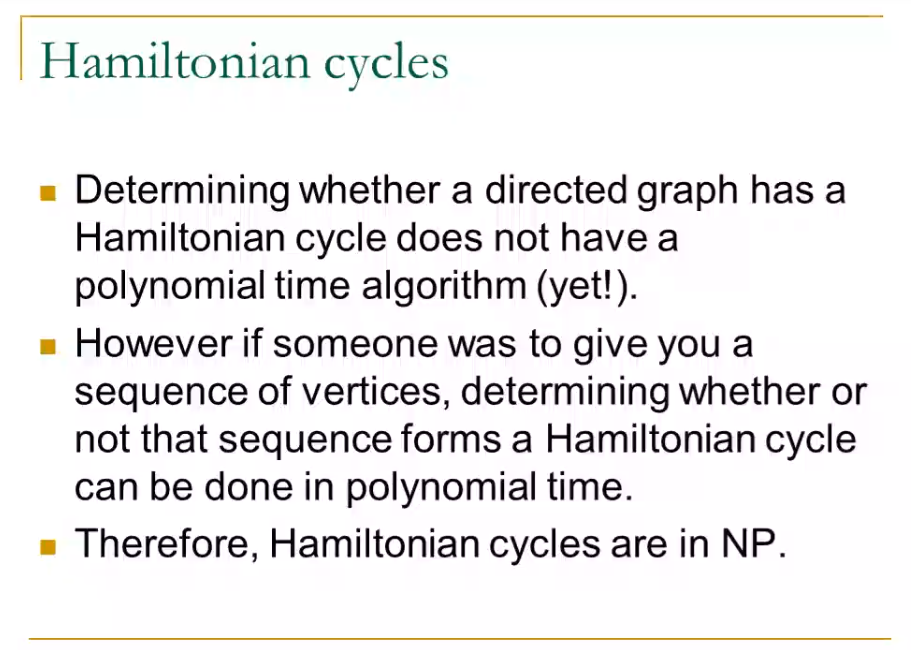 Hamiltonian cycles
Determining whether a directed graph has a
Hamiltonian cycle does not have a
polynomial time algorithm (yet!).
However if someone was to give you a
sequence of vertices, determining whether or
not that sequence forms a Hamiltonian cycle
can be done in polynomial time.
Therefore, Hamiltonian cycles are in NP.